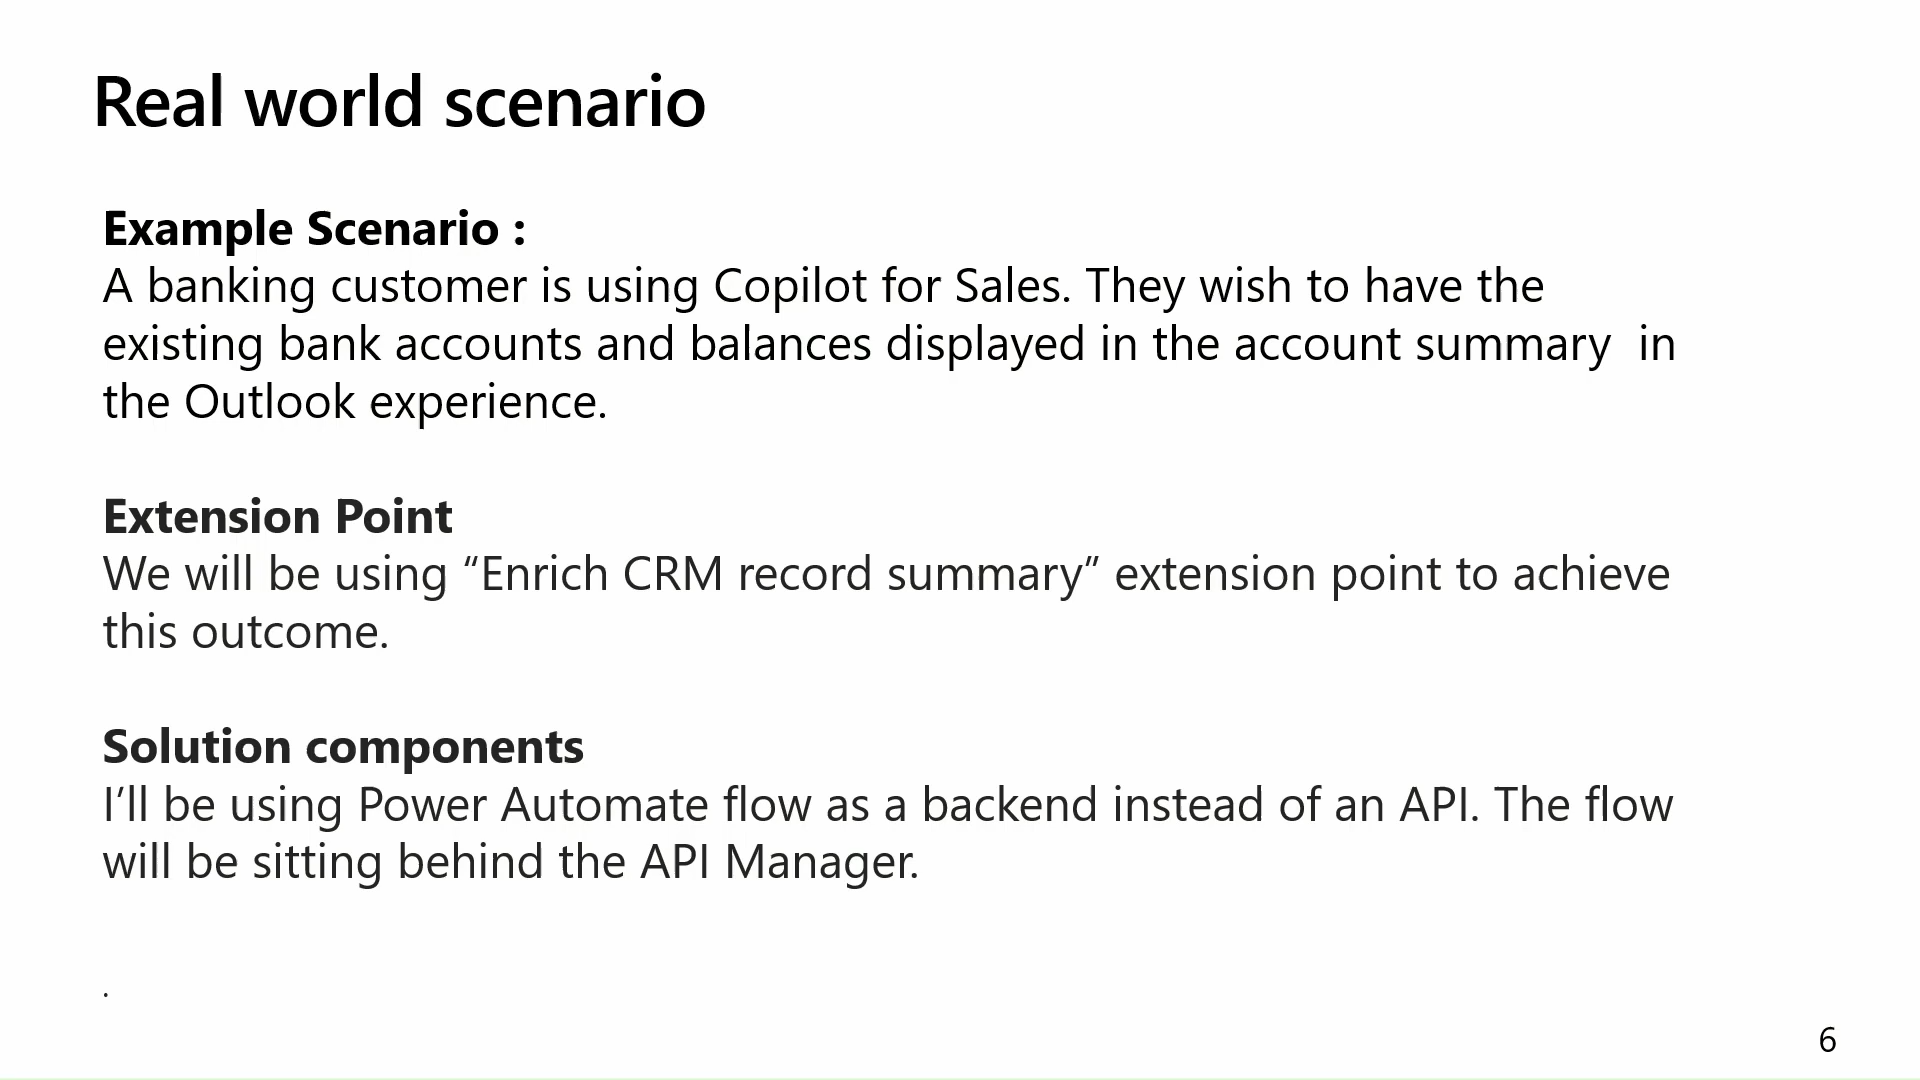 Real world scenario
Example Scenario :
A banking customer is using Copilot for Sales. They wish to have the
existing bank accounts and balances displayed in the account summary  in
the Outlook experience.
Extension Point
We will be using “Enrich CRM record summary” extension point to achieve
this outcome.
Solution components
I’ll be using Power Automate flow as a backend instead of an API. The flow
will be sitting behind the API Manager.
.
6